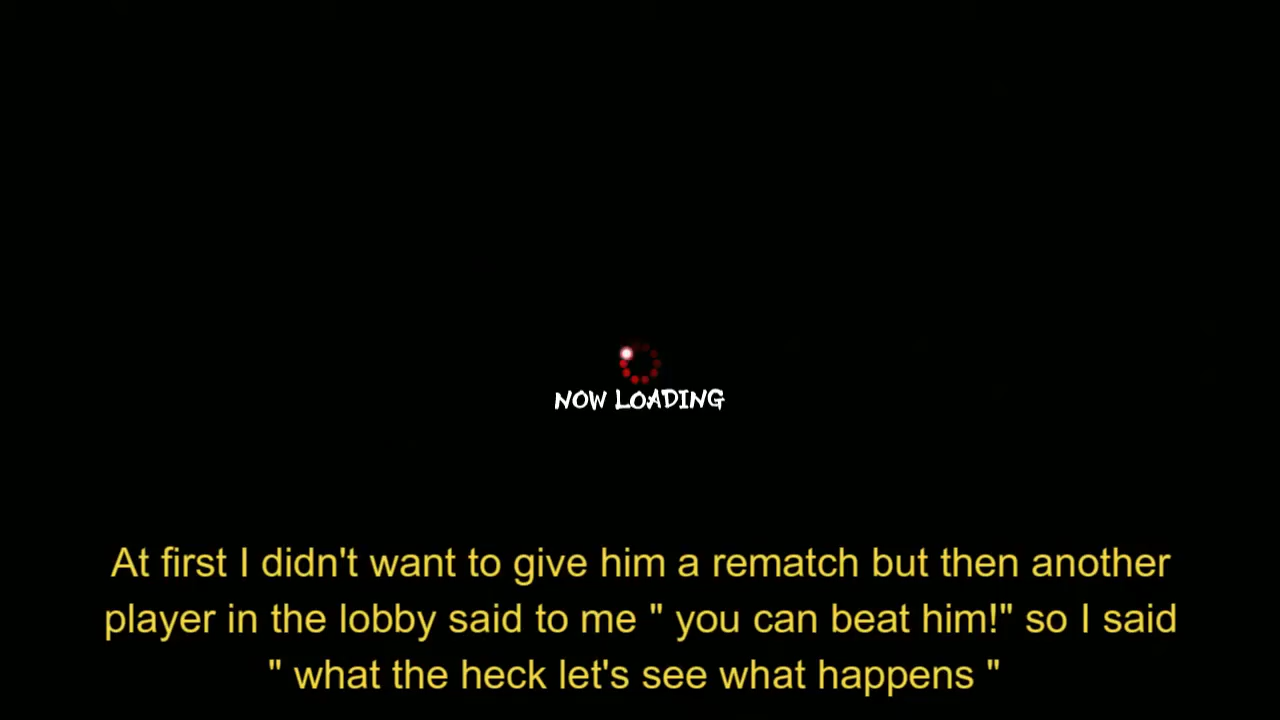 NOW LOADING
At first I didn't want to give him a rematch but then another
player in the lobby said to me " you can beat him!" so I said
" what the heck let's see what happens "